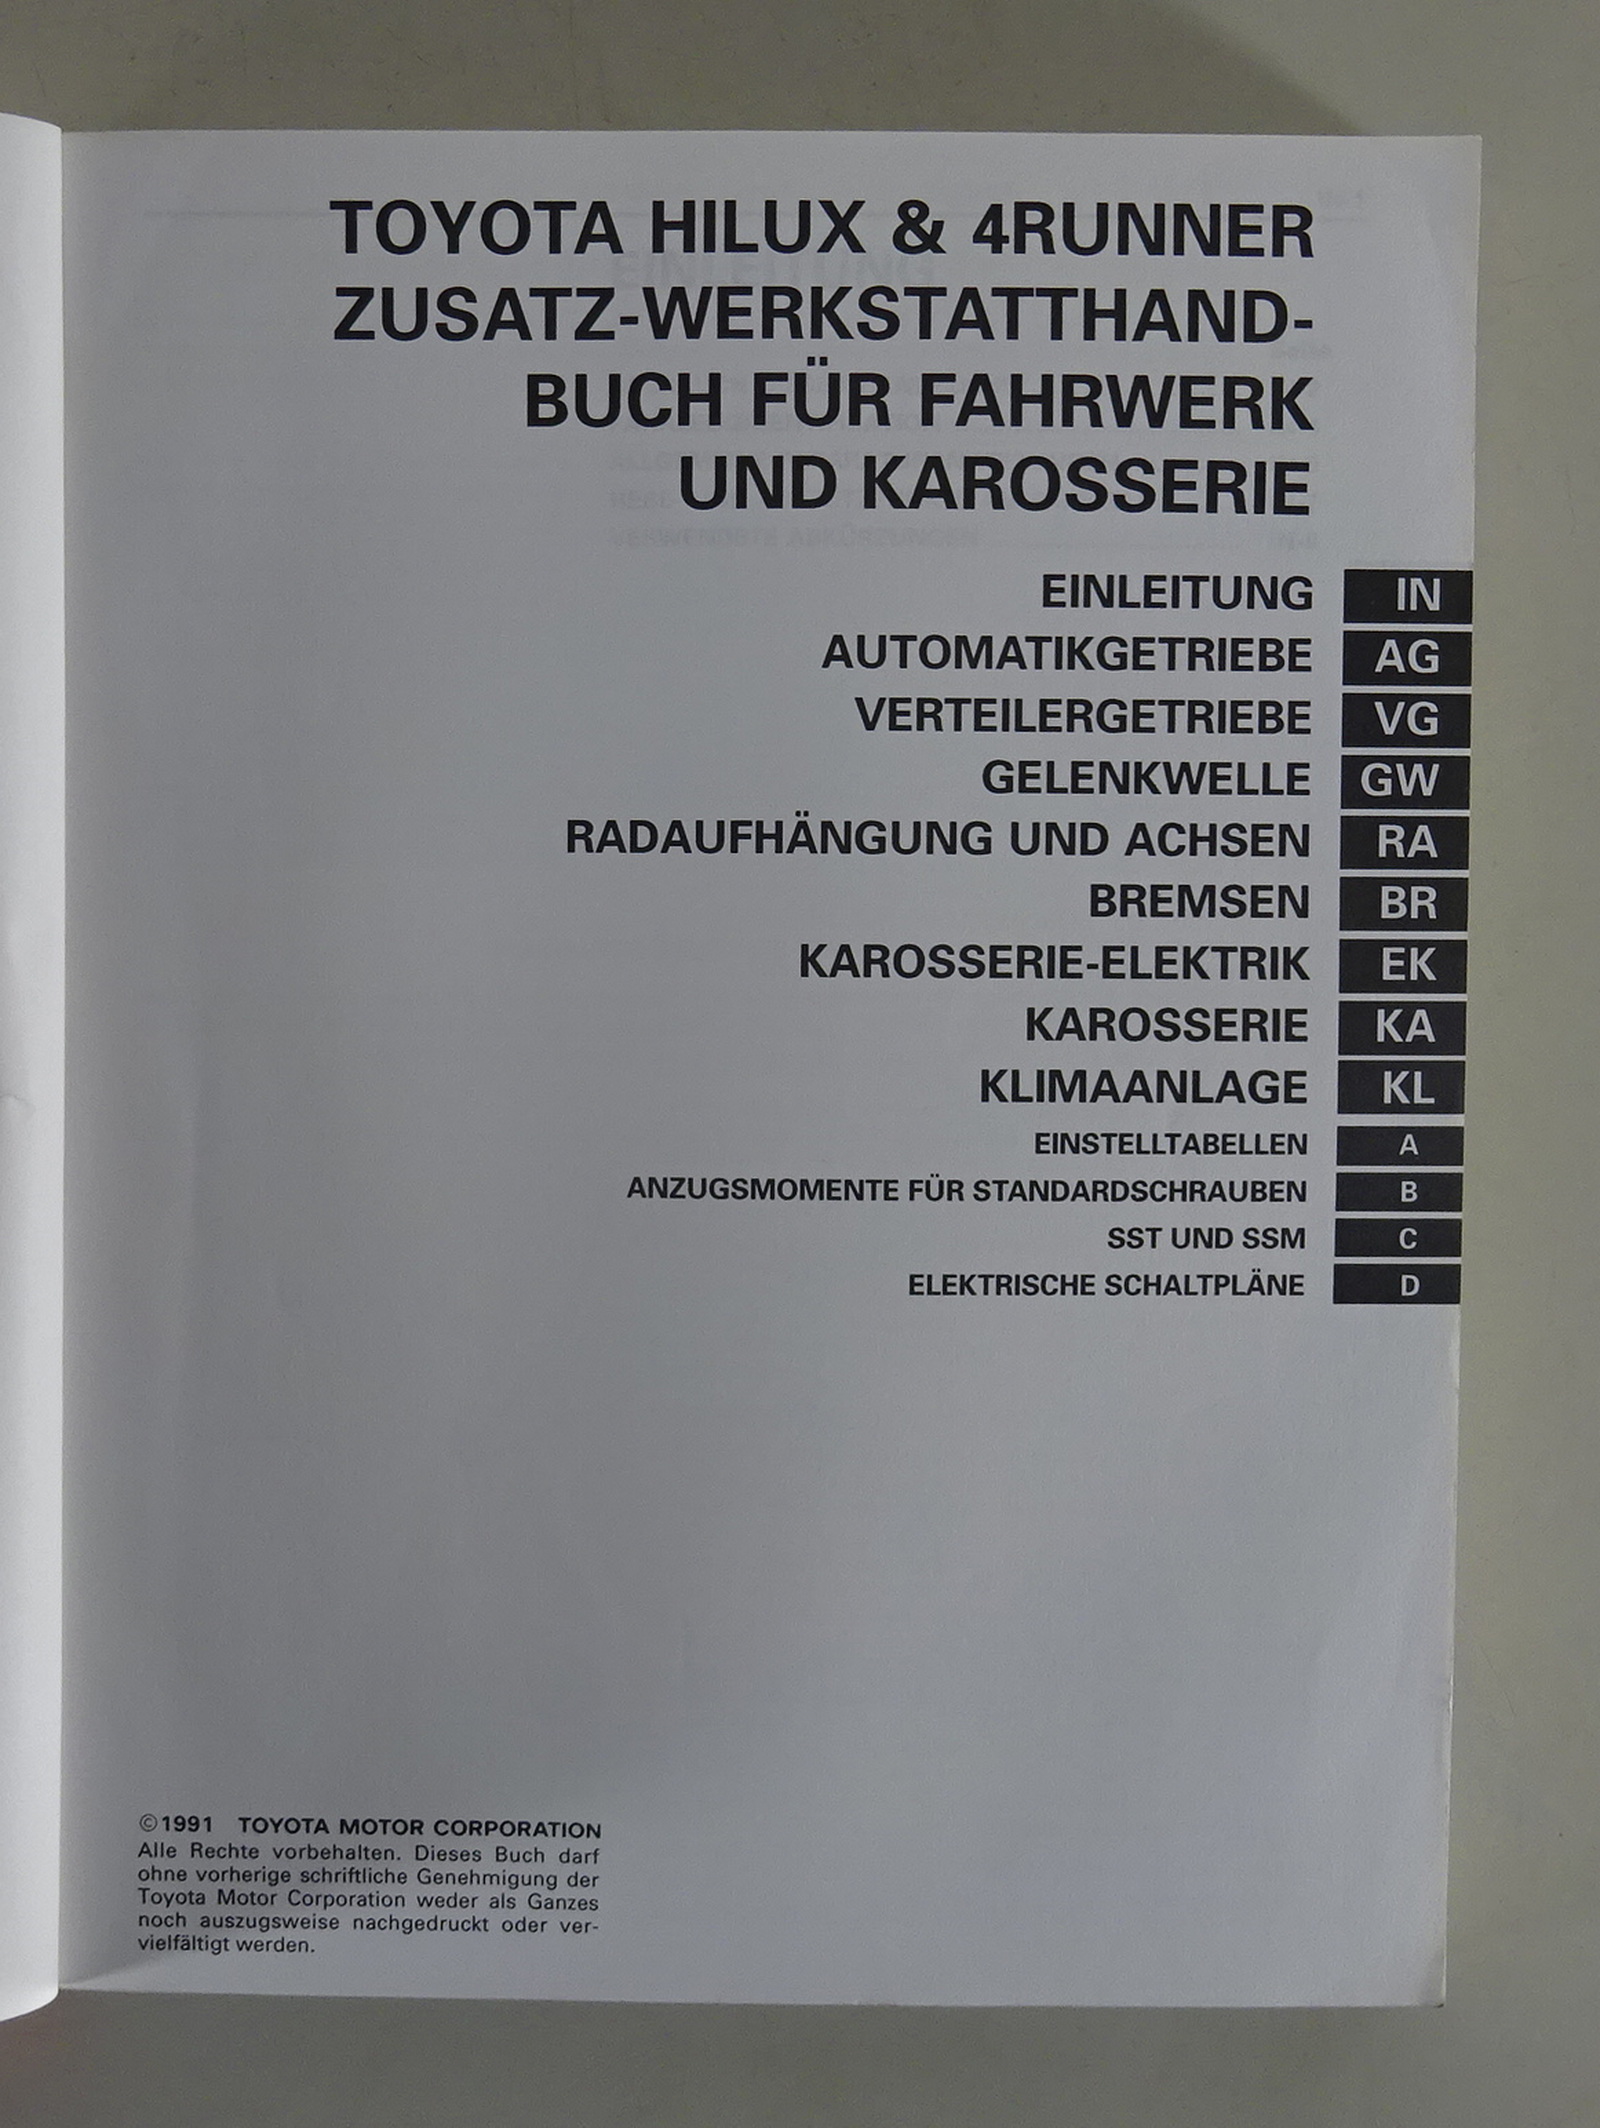 TOYOTA HILUX & 4RUNNER
ZUSATZ-WERKSTATTHAND-
BUCH FÜR FAHRWERK
UND KAROSSERIE
EINLEITUNG IN
AUTOMATIKGETRIEBE AG
VERTEILERGETRIEBE VG
GELENKWELLE GW
RADAUFHÄNGUNG UND ACHSEN RA
BREMSEN BR
KAROSSERIE-ELEKTRIK EK
KAROSSERIE KA
KLIMAANLAGE KL
EINSTELLTABELLEN A
ANZUGSMOMENTE FÜR STANDARDSCHRAUBEN B
SST UND SSM C
ELEKTRISCHE SCHALTPLÄNE D
©1991 TOYOTA MOTOR CORPORATION
Alle Rechte vorbehalten. Dieses Buch darf
ohne vorherige schriftliche Genehmigung der
Toyota Motor Corporation weder als Ganzes
noch auszugsweise nachgedruckt oder ver-
vielfältigt werden.